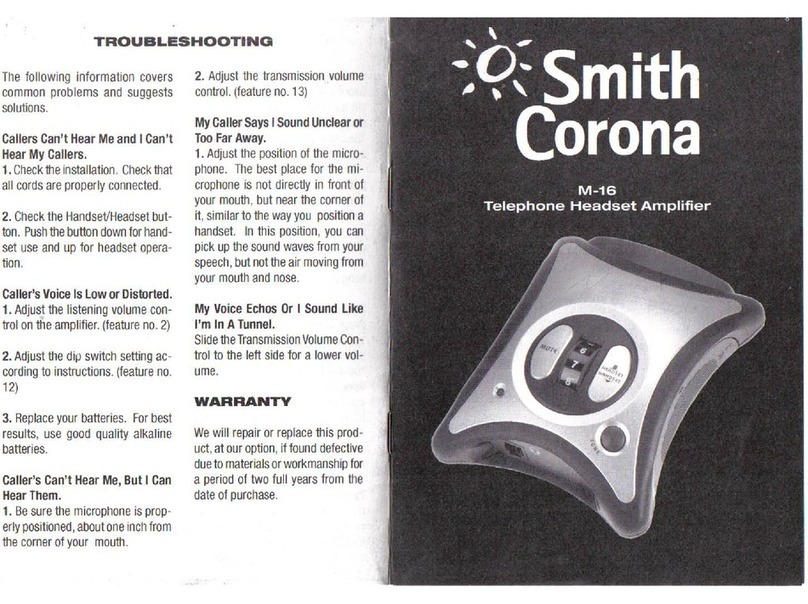 TROUBLESHOOTING
The following information covers
common problems and suggests
solutions.
Callers Can't Hear Me and I Can't
Hear My Callers.
1. Check the installation. Check that
all cords are properly connected.
2. Check the Handset/Headset but-
ton. Push the button down for hand-
set use and up for headset opera-
tion.
Caller's Voice Is Low or Distorted.
1. Adjust the listening volume con-
trol on the amplifier. (feature no. 2)
2. Adjust the dip switch setting ac-
cording to instructions. (feature no.
12)
3. Replace your batteries. For best
results, use good quality alkaline
batteries.
Caller's Can't Hear Me, But I Can
Hear Them.
1. Be sure the microphone is prop-
erly positioned, about one inch from
the corner of your mouth.
2. Adjust the transmission volume
control. (feature no. 13)
My Caller Says I Sound Unclear or
Too Far Away.
1. Adjust the position of the micro-
phone. The best place for the mi-
crophone is not directly in front of
your mouth, but near the corner of
it, similar to the way you position a
handset. In this position, you can
pick up the sound waves from your
speech, but not the air moving from
your mouth and nose.
My Voice Echos Or I Sound Like
I'm In A Tunnel.
Slide the Transmission Volume Con-
trol to the left side for a lower vol-
ume.
WARRANTY
We will repair or replace this prod-
uct, at our option, if found defective
due to materials or workmanship for
a period of two full years from the
date of purchase.
Smith
Corona
M-16
Telephone Headset Amplifier
MUTE
6
7
8
HEADSET
HANDSET
TONE